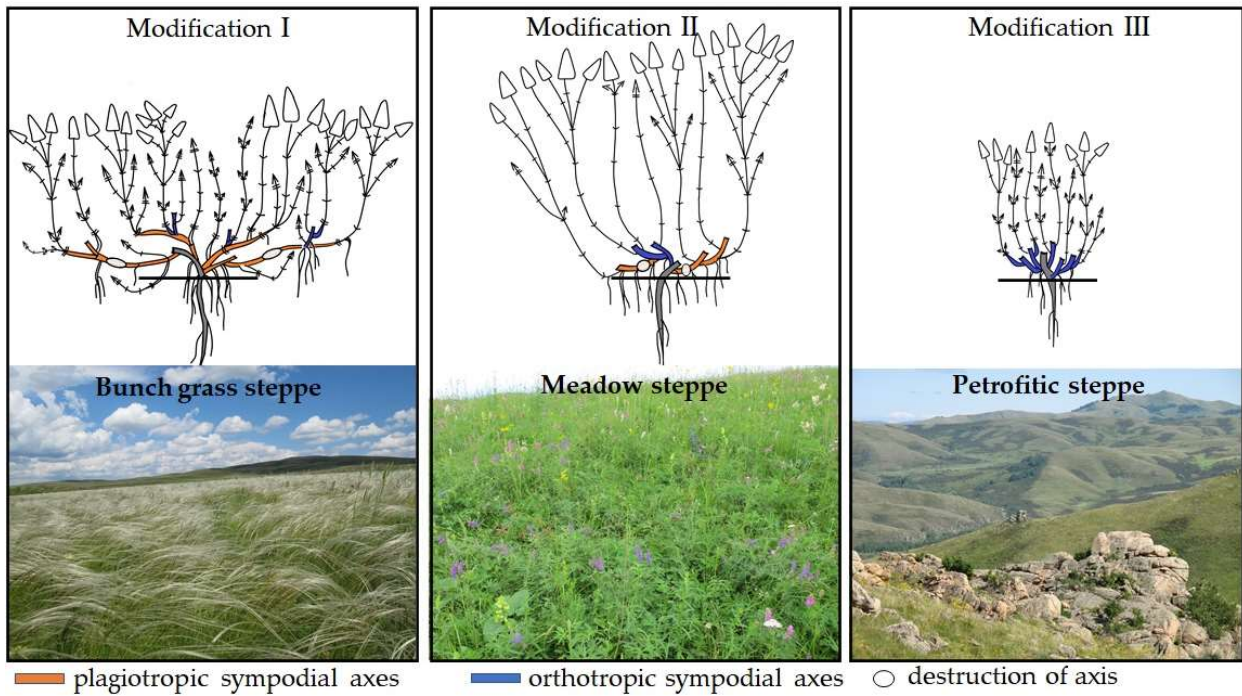 Modification I
Modification II
Modification III
Bunch grass steppe
Meadow steppe
Petrofitic steppe
plagiotropic sympodial axes
orthotropic sympodial axes
destruction of axis